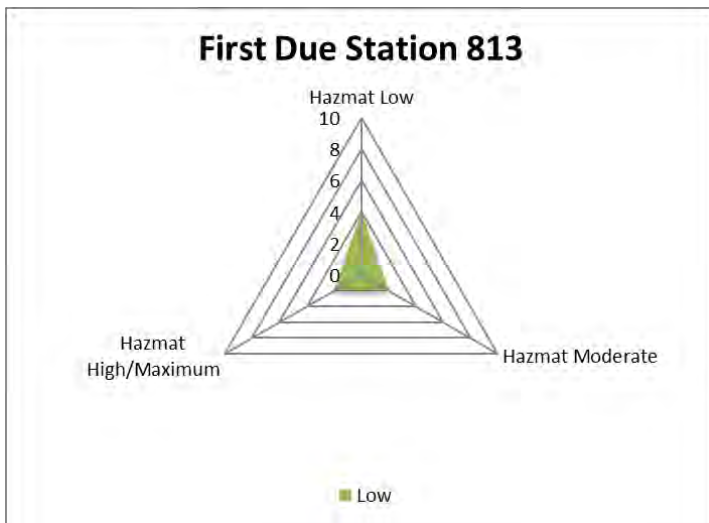 First Due Station 813
Hazmat Low
10
8
6
4
2
0
Hazmat
High/Maximum
Hazmat Moderate
Low